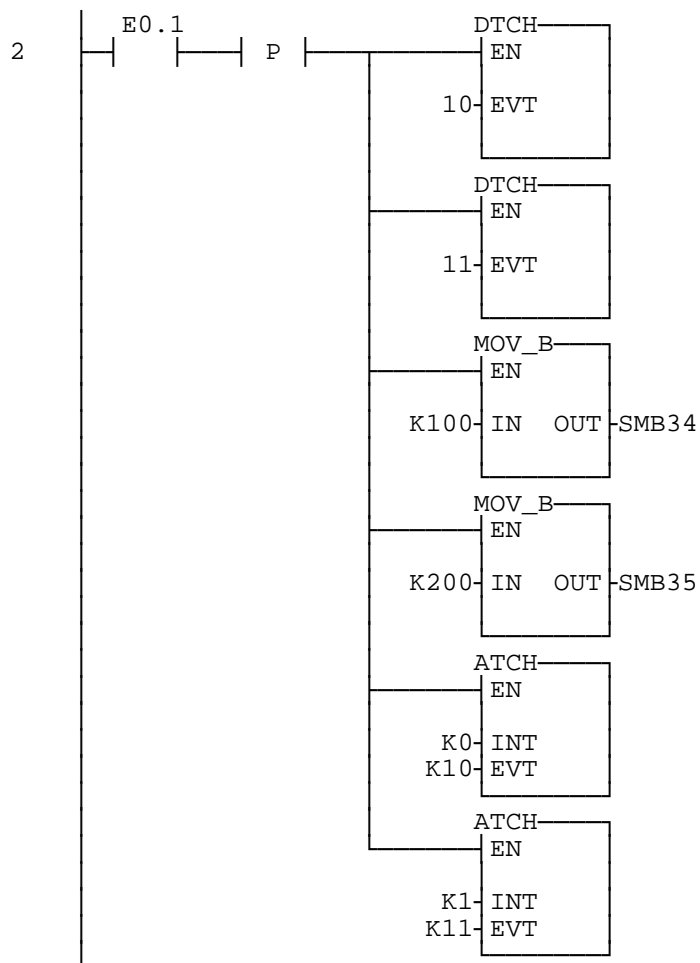 E0.1
DTCH
2
P
EN
10 EVT
DTCH
EN
11 EVT
MOV_B
EN
K100 IN OUT SMB34
MOV_B
EN
K200 IN OUT SMB35
ATCH
EN
K0 INT
K10 EVT
ATCH
EN
K1 INT
K11 EVT